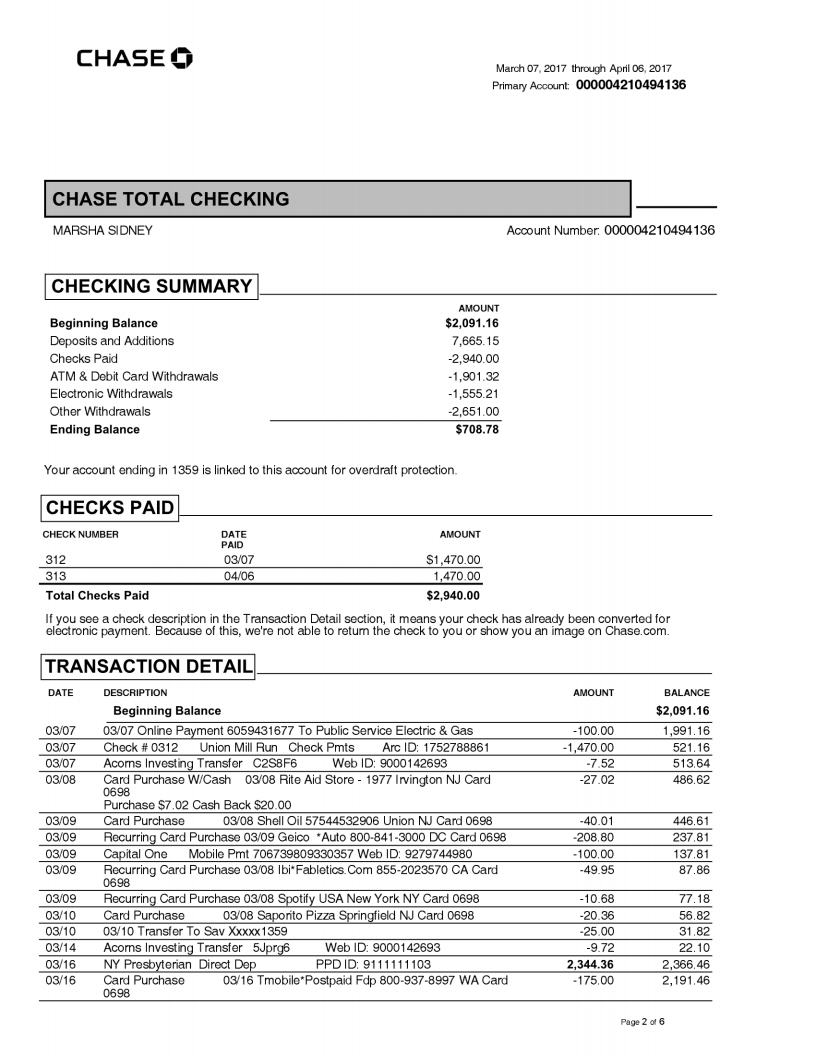 CHASE
March 07, 2017 through April 06, 2017
Primary Account: 000004210494136
CHASE TOTAL CHECKING
MARSHA SIDNEY Account Number: 000004210494136
CHECKING SUMMARY
AMOUNT
Beginning Balance $2,091.16
Deposits and Additions 7,665.15
Checks Paid -2,940.00
ATM & Debit Card Withdrawals -1,901.32
Electronic Withdrawals -1,555.21
Other Withdrawals -2,651.00
Ending Balance $708.78
Your account ending in 1359 is linked to this account for overdraft protection.
CHECKS PAID
CHECK NUMBER DATE AMOUNT
PAID
312 03/07 $1,470.00
313 04/06 1,470.00
Total Checks Paid $2,940.00
If you see a check description in the Transaction Detail section, it means your check has already been converted for
electronic payment. Because of this, we're not able to return the check to you or show you an image on Chase.com.
TRANSACTION DETAIL
DATE DESCRIPTION AMOUNT BALANCE
Beginning Balance $2,091.16
03/07 03/07 Online Payment 6059431677 To Public Service Electric & Gas -100.00 1,991.16
03/07 Check # 0312 Union Mill Run Check Pmts Arc ID: 1752788861 -1,470.00 521.16
03/07 Acorns Investing Transfer C2S8F6 Web ID: 9000142693 -7.52 513.64
03/08 Card Purchase W/Cash 03/08 Rite Aid Store - 1977 Irvington NJ Card -27.02 486.62
0698
Purchase $7.02 Cash Back $20.00
03/09 Card Purchase 03/08 Shell Oil 57544532906 Union NJ Card 0698 -40.01 446.61
03/09 Recurring Card Purchase 03/09 Geico *Auto 800-841-3000 DC Card 0698 -208.80 237.81
03/09 Capital One Mobile Pmt 706739809330357 Web ID: 9279744980 -100.00 137.81
03/09 Recurring Card Purchase 03/08 Ibi*Fabletics.Com 855-2023570 CA Card -49.95 87.86
0698
03/09 Recurring Card Purchase 03/08 Spotify USA New York NY Card 0698 -10.68 77.18
03/10 Card Purchase 03/08 Saporito Pizza Springfield NJ Card 0698 -20.36 56.82
03/10 03/10 Transfer To Sav Xxxxx1359 -25.00 31.82
03/14 Acorns Investing Transfer 5Jprg6 Web ID: 9000142693 -9.72 22.10
03/16 NY Presbyterian Direct Dep PPD ID: 9111111103 2,344.36 2,366.46
03/16 Card Purchase 03/16 Tmobile*Postpaid Fdp 800-937-8997 WA Card -175.00 2,191.46
0698
Page 2 of 6